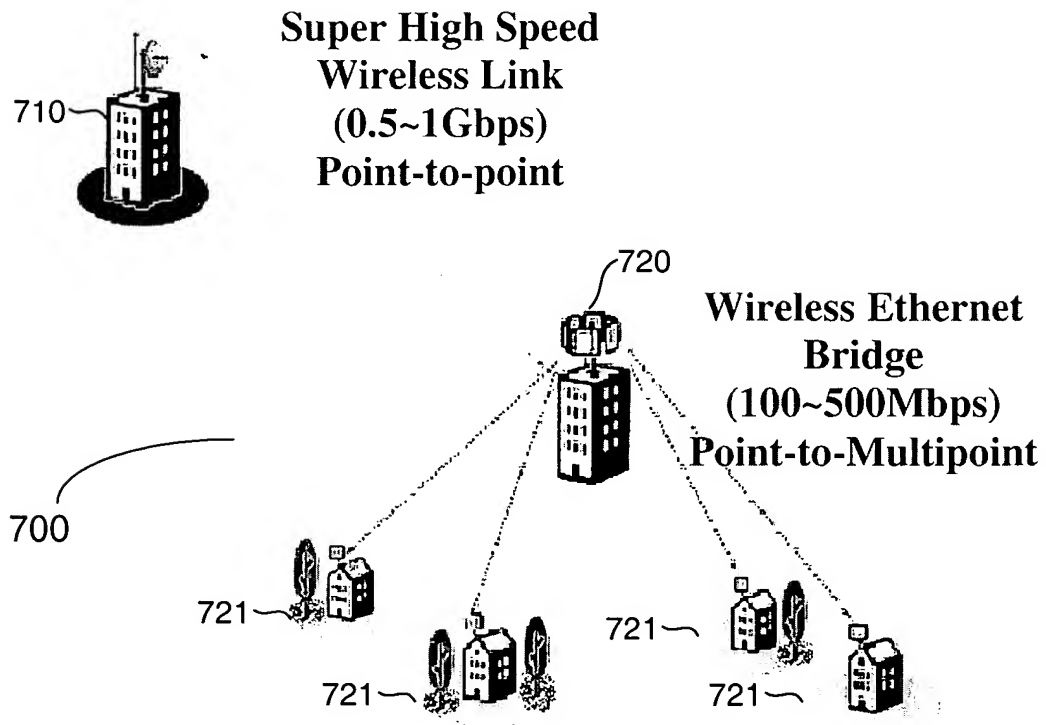 Super High Speed
Wireless Link
(0.5~1Gbps)
Point-to-point
710
720
Wireless Ethernet
Bridge
(100~500Mbps)
Point-to-Multipoint
700
721
721
721
721